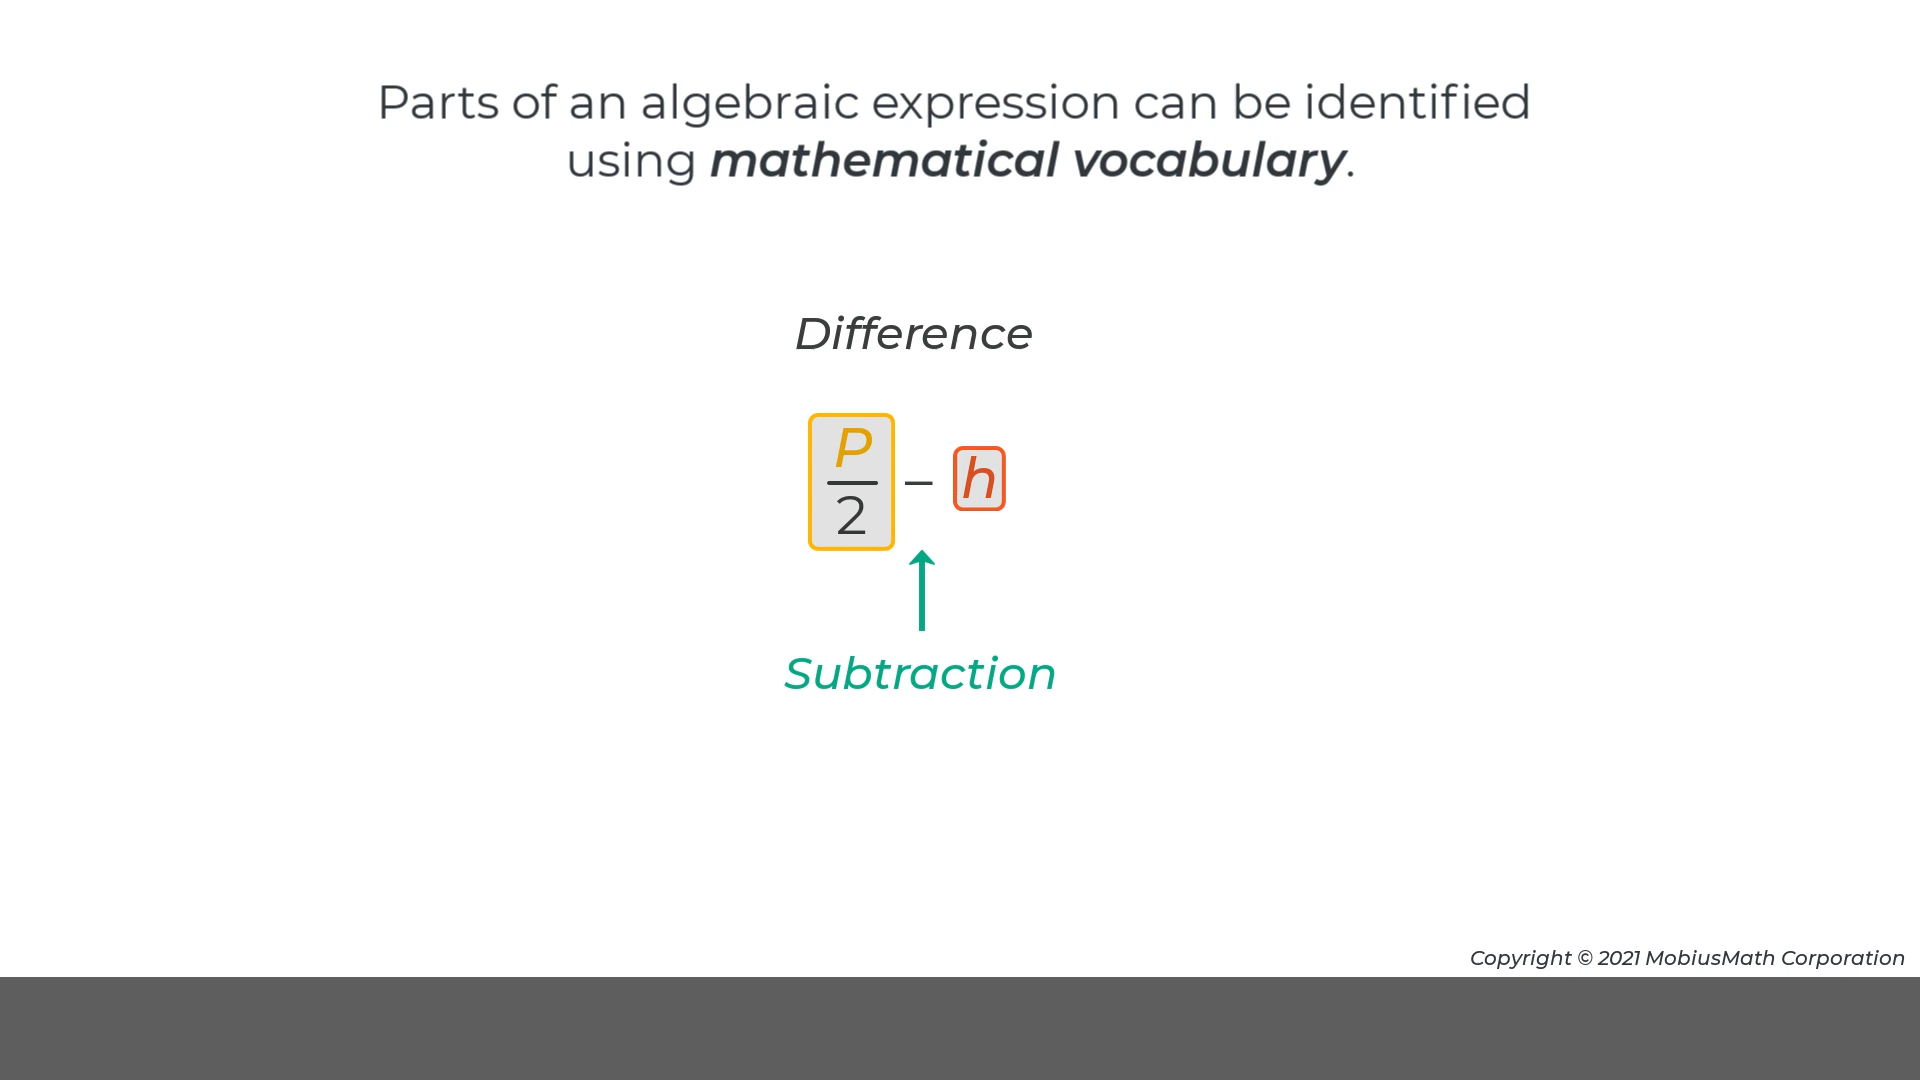 Parts of an algebraic expression can be identified
using mathematical vocabulary.
Difference
P/2 – h
Subtraction
Copyright © 2021 MobiusMath Corporation